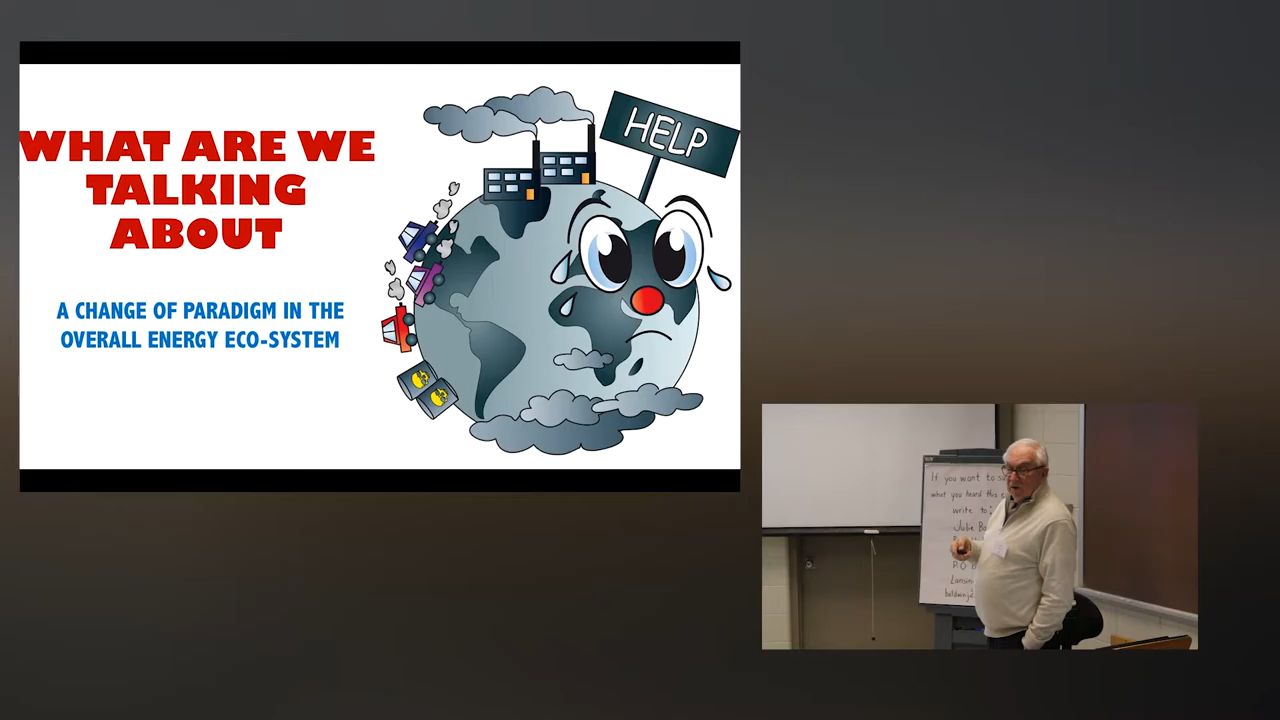 WHAT ARE WE
TALKING
ABOUT
A CHANGE OF PARADIGM IN THE
OVERALL ENERGY ECO-SYSTEM
HELP
If you want to
what you heard this
write to:
Julie
P.O